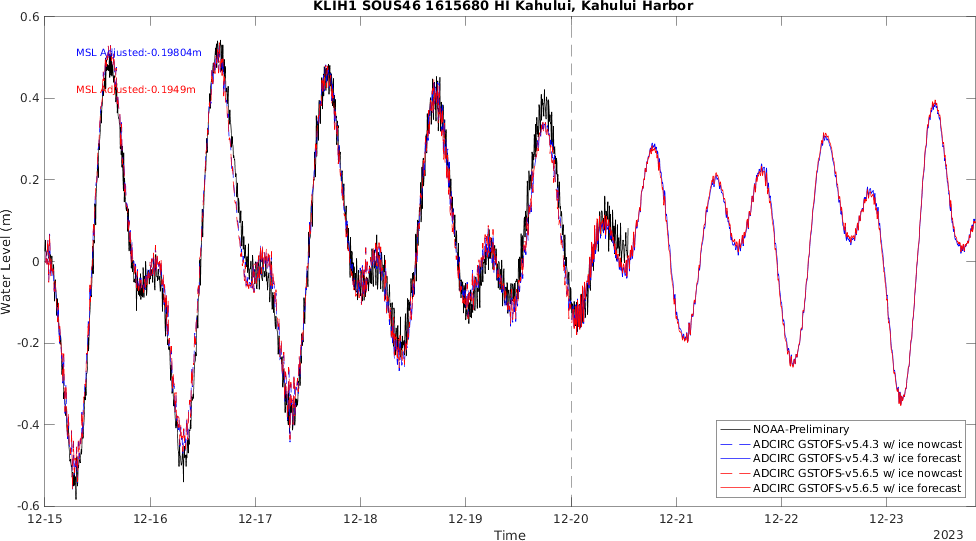 KLIH1 SOUS46 1615680 HI Kahului, Kahului Harbor
0.6
MSL Adjusted:-0.19804m
MSL Adjusted:-0.1949m
0.4
0.2
0
-0.2
-0.4
-0.6
Water Level (m)
NOAA-Preliminary
ADCIRC GSTOFS-v5.4.3 w/ ice nowcast
ADCIRC GSTOFS-v5.4.3 w/ ice forecast
ADCIRC GSTOFS-v5.6.5 w/ ice nowcast
ADCIRC GSTOFS-v5.6.5 w/ ice forecast
12-15 12-16 12-17 12-18 12-19 12-20 12-21 12-22 12-23
Time
2023